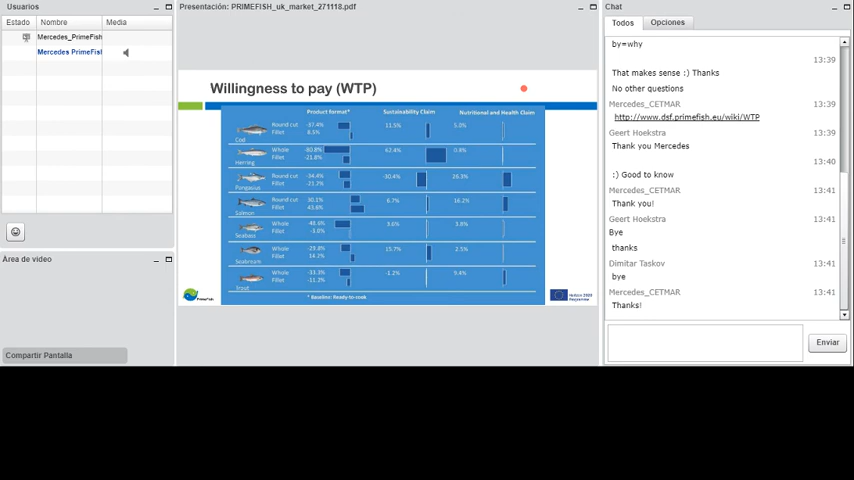 Usuarios
Estado Nombre Media
Mercedes_PrimeFish
Mercedes PrimeFisl
Área de video
Compartir Pantalla
Presentación: PRIMEFISH_uk_market_271118.pdf
Willingness to pay (WTP)
Product format* Sustainability Claim Nutritional and Health Claim
Cod Round cut -37.4% 11.5% 5.0%
Fillet 8.5%
Herring Whole -80.8% 62.4% 0.8%
Fillet -21.8%
Pangasius Round cut -34.4% -30.4% 26.3%
Fillet -21.2%
Salmon Round cut 30.1% 6.7% 16.2%
Fillet 43.6%
Seabass Whole -48.6% 3.6% 3.8%
Fillet -3.8%
Seabream Whole -28.8% 15.7% 2.5%
Fillet 14.2%
Trout Whole -33.3% -1.2% 9.4%
Fillet -11.2%
* Baseline: Ready-to-cook
PrimeFish
Horizon 2020
Programme
Chat
Todos Opciones
by=why
13:39
That makes sense :) Thanks
No other questions
Mercedes_CETMAR 13:39
http://www.dsf.primefish.eu/wiki/WTP
Geert Hoekstra 13:39
Thank you Mercedes
13:40
:) Good to know
Mercedes_CETMAR 13:41
Thank you!
Geert Hoekstra 13:41
Bye
thanks
Dimitar Taskov 13:41
bye
Mercedes_CETMAR 13:41
Thanks!
Enviar